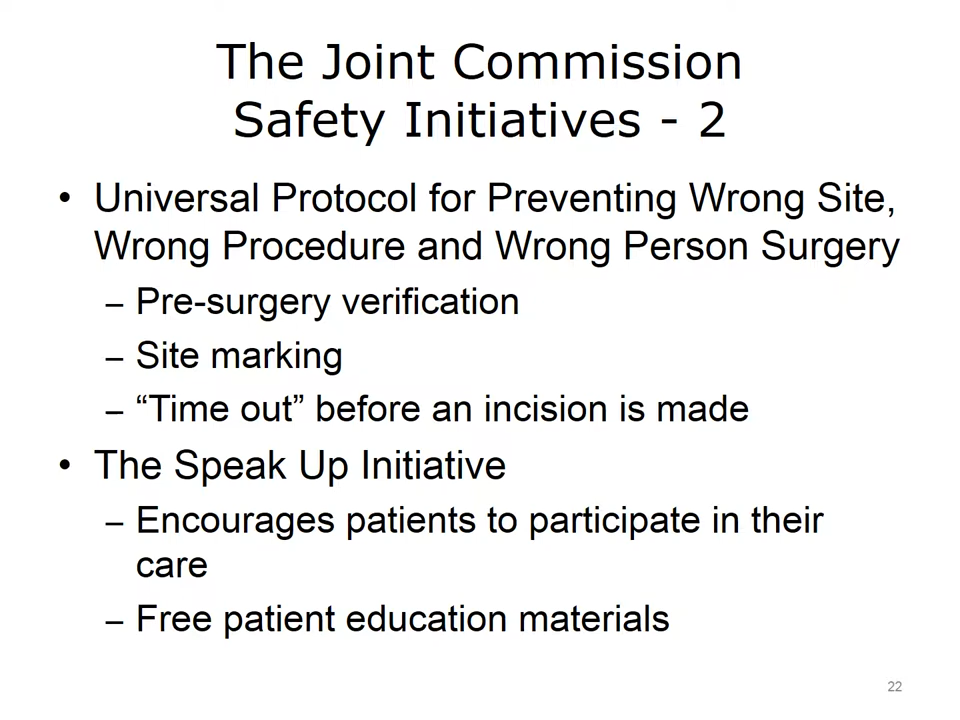 The Joint Commission
Safety Initiatives - 2
• Universal Protocol for Preventing Wrong Site,
Wrong Procedure and Wrong Person Surgery
– Pre-surgery verification
– Site marking
– “Time out” before an incision is made
• The Speak Up Initiative
– Encourages patients to participate in their
care
– Free patient education materials
22